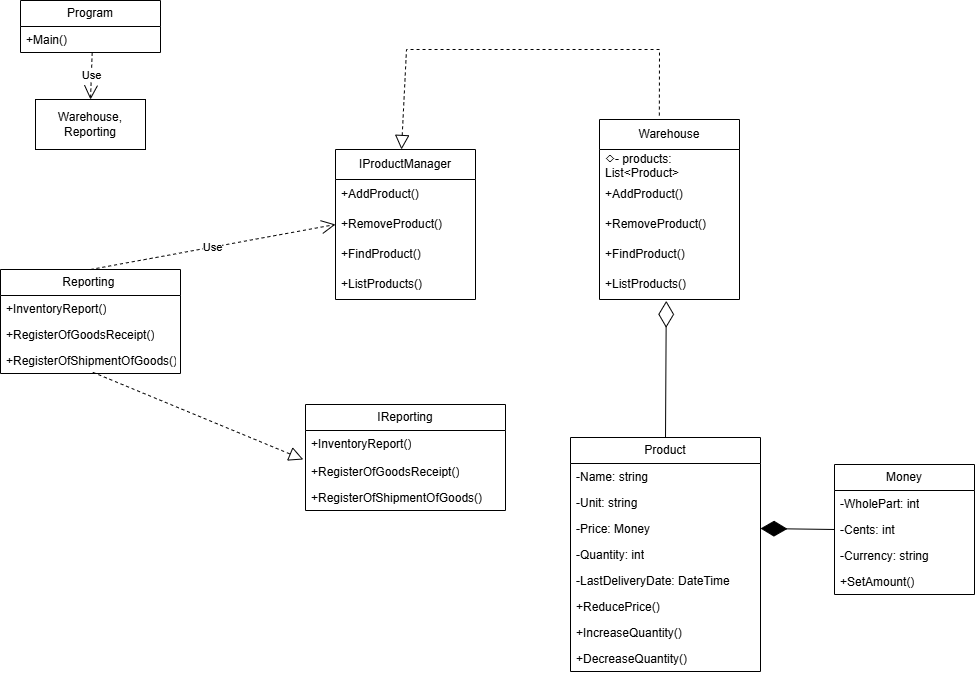 Program
+Main()
Use
Warehouse,
Reporting
IProductManager
+AddProduct()
+RemoveProduct()
+FindProduct()
+ListProducts()
Warehouse
◇- products:
List<Product>
+AddProduct()
+RemoveProduct()
+FindProduct()
+ListProducts()
Use
Reporting
+InventoryReport()
+RegisterOfGoodsReceipt()
+RegisterOfShipmentOfGoods()
IReporting
+InventoryReport()
+RegisterOfGoodsReceipt()
+RegisterOfShipmentOfGoods()
Product
-Name: string
-Unit: string
-Price: Money
-Quantity: int
-LastDeliveryDate: DateTime
+ReducePrice()
+IncreaseQuantity()
+DecreaseQuantity()
Money
-WholePart: int
-Cents: int
-Currency: string
+SetAmount()